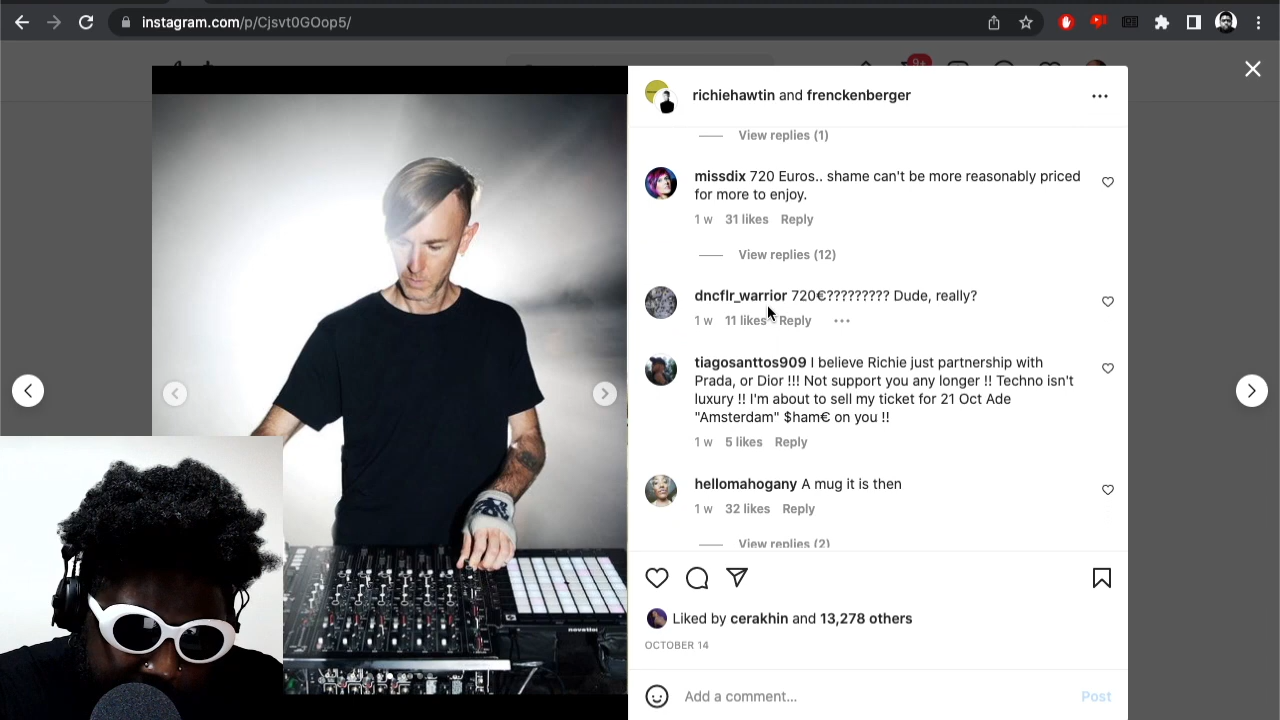 instagram.com/p/Cjsvt0GOop5/
9+
richiehawtin and frenckenberger
View replies (1)
missdix 720 Euros.. shame can't be more reasonably priced
for more to enjoy.
1 w 31 likes Reply
View replies (12)
dncflr_warrior 720€????????? Dude, really?
1 w 11 likes Reply
tiagosanttos909 I believe Richie just partnership with
Prada, or Dior !!! Not support you any longer !! Techno isn't
luxury !! I'm about to sell my ticket for 21 Oct Ade
"Amsterdam" $ham€ on you !!
1 w 5 likes Reply
hellomahogany A mug it is then
1 w 32 likes Reply
View replies (2)
novation
Liked by cerakhin and 13,278 others
OCTOBER 14
Add a comment...
Post